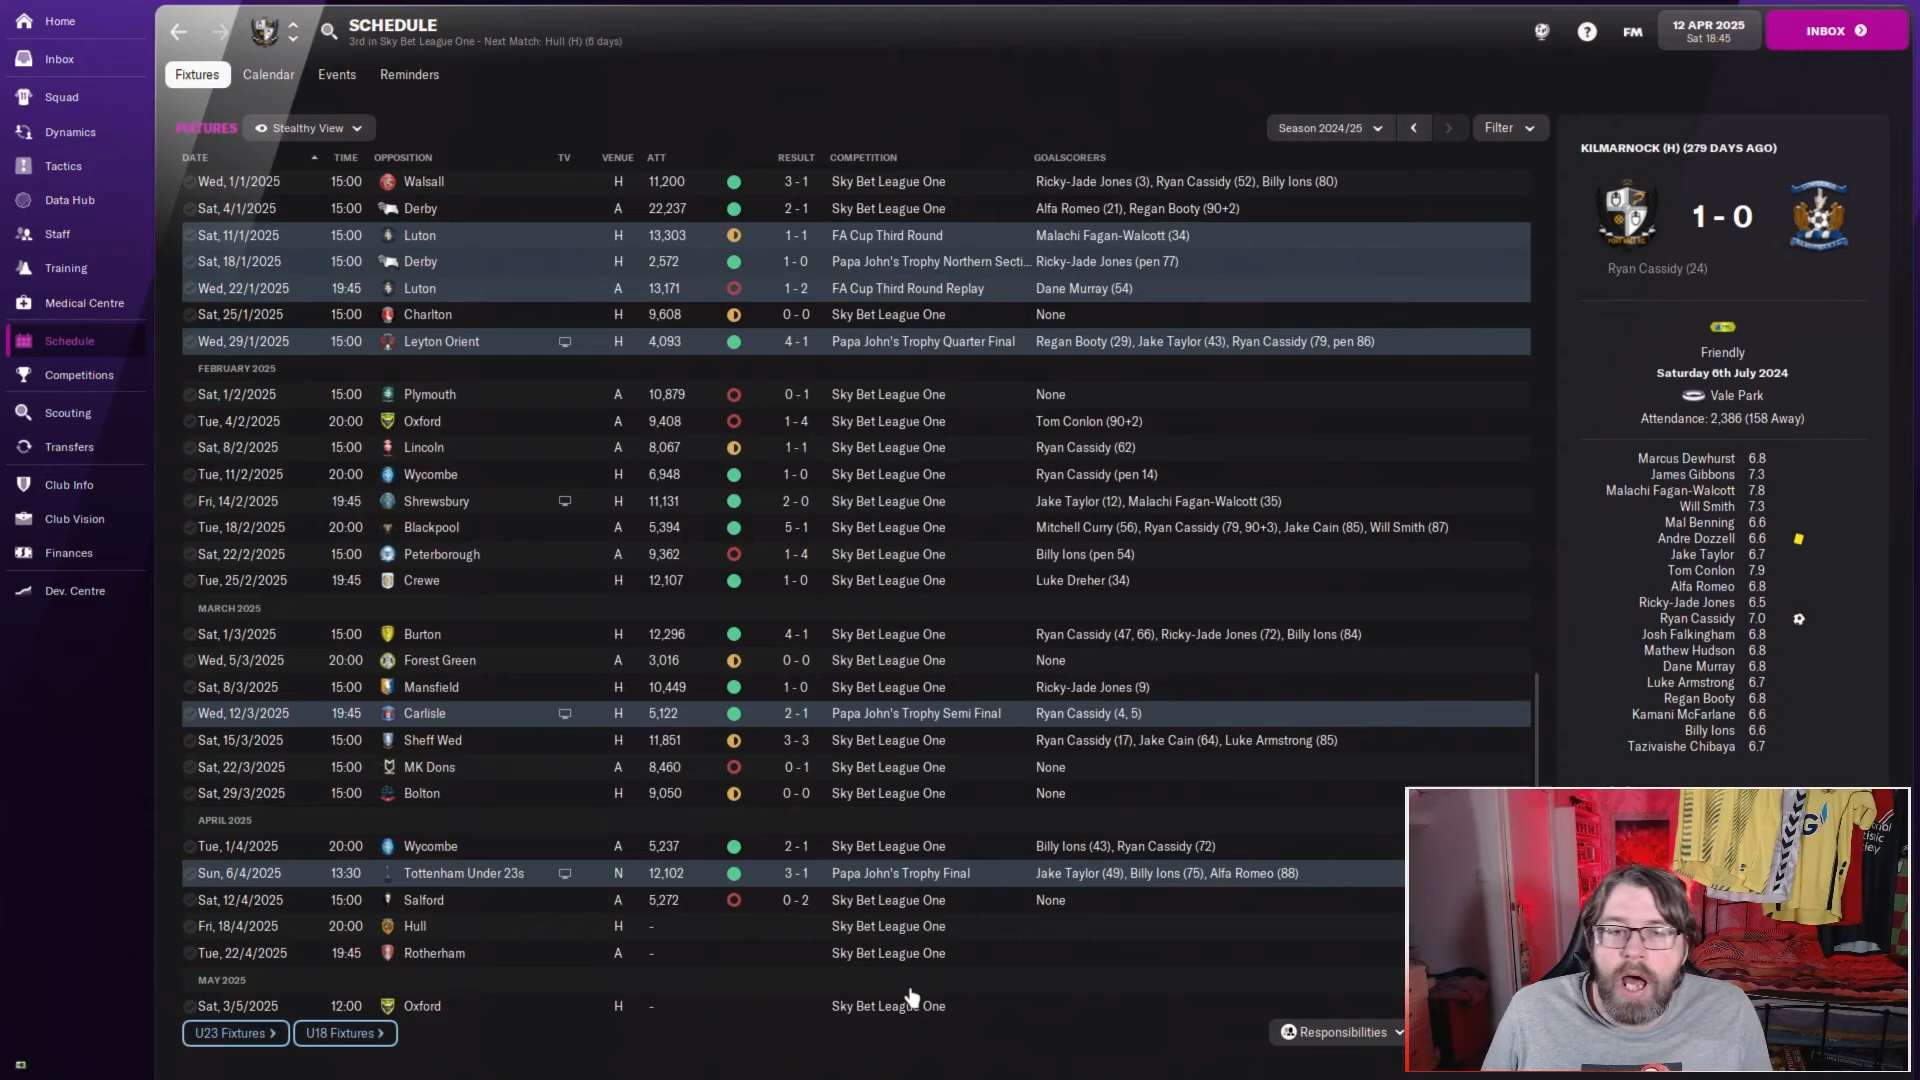 Home
Inbox
Squad
Dynamics
Tactics
Data Hub
Staff
Training
Medical Centre
Schedule
Competitions
Scouting
Transfers
Club Info
Club Vision
Finances
Dev. Centre
SCHEDULE
3rd in Sky Bet League One - Next Match: Hull (H) (6 days)
FM
12 APR 2025
Sat 18:45
INBOX
Fixtures Calendar Events Reminders
FIXTURES Stealthy View Season 2024/25 Filter
DATE TIME OPPOSITION TV VENUE ATT RESULT COMPETITION GOALSCORERS
Wed, 1/1/2025 15:00 Walsall H 11,200 3 - 1 Sky Bet League One Ricky-Jade Jones (3), Ryan Cassidy (52), Billy Ions (80)
Sat, 4/1/2025 15:00 Derby A 22,237 2 - 1 Sky Bet League One Alfa Romeo (21), Regan Booty (90+2)
Sat, 11/1/2025 15:00 Luton H 13,303 1 - 1 FA Cup Third Round Malachi Fagan-Walcott (34)
Sat, 18/1/2025 15:00 Derby H 2,572 1 - 0 Papa John's Trophy Northern Secti... Ricky-Jade Jones (pen 77)
Wed, 22/1/2025 19:45 Luton A 13,171 1 - 2 FA Cup Third Round Replay Dane Murray (54)
Sat, 25/1/2025 15:00 Charlton H 9,608 0 - 0 Sky Bet League One None
Wed, 29/1/2025 15:00 Leyton Orient H 4,093 4 - 1 Papa John's Trophy Quarter Final Regan Booty (29), Jake Taylor (43), Ryan Cassidy (79, pen 86)
FEBRUARY 2025
Sat, 1/2/2025 15:00 Plymouth A 10,879 0 - 1 Sky Bet League One None
Tue, 4/2/2025 20:00 Oxford A 9,408 1 - 4 Sky Bet League One Tom Conlon (90+2)
Sat, 8/2/2025 15:00 Lincoln A 8,067 1 - 1 Sky Bet League One Ryan Cassidy (62)
Tue, 11/2/2025 20:00 Wycombe H 6,948 1 - 0 Sky Bet League One Ryan Cassidy (pen 14)
Fri, 14/2/2025 19:45 Shrewsbury H 11,131 2 - 0 Sky Bet League One Jake Taylor (12), Malachi Fagan-Walcott (35)
Tue, 18/2/2025 20:00 Blackpool A 5,394 5 - 1 Sky Bet League One Mitchell Curry (56), Ryan Cassidy (79, 90+3), Jake Cain (85), Will Smith (87)
Sat, 22/2/2025 15:00 Peterborough A 9,362 1 - 4 Sky Bet League One Billy Ions (pen 54)
Tue, 25/2/2025 19:45 Crewe H 12,107 1 - 0 Sky Bet League One Luke Dreher (34)
MARCH 2025
Sat, 1/3/2025 15:00 Burton H 12,296 4 - 1 Sky Bet League One Ryan Cassidy (47, 66), Ricky-Jade Jones (72), Billy Ions (84)
Wed, 5/3/2025 20:00 Forest Green A 3,016 0 - 0 Sky Bet League One None
Sat, 8/3/2025 15:00 Mansfield H 10,449 1 - 0 Sky Bet League One Ricky-Jade Jones (9)
Wed, 12/3/2025 19:45 Carlisle H 5,122 2 - 1 Papa John's Trophy Semi Final Ryan Cassidy (4, 5)
Sat, 15/3/2025 15:00 Sheff Wed H 11,851 3 - 3 Sky Bet League One Ryan Cassidy (17), Jake Cain (64), Luke Armstrong (85)
Sat, 22/3/2025 15:00 MK Dons A 8,460 0 - 1 Sky Bet League One None
Sat, 29/3/2025 15:00 Bolton H 9,050 0 - 0 Sky Bet League One None
APRIL 2025
Tue, 1/4/2025 20:00 Wycombe A 5,237 2 - 1 Sky Bet League One Billy Ions (43), Ryan Cassidy (72)
Sun, 6/4/2025 13:30 Tottenham Under 23s N 12,102 3 - 1 Papa John's Trophy Final Jake Taylor (49), Billy Ions (75), Alfa Romeo (88)
Sat, 12/4/2025 15:00 Salford A 5,272 0 - 2 Sky Bet League One None
Fri, 18/4/2025 20:00 Hull H - Sky Bet League One
Tue, 22/4/2025 19:45 Rotherham A - Sky Bet League One
MAY 2025
Sat, 3/5/2025 12:00 Oxford H - Sky Bet League One
U23 Fixtures U18 Fixtures Responsibilities
KILMARNOCK (H) (279 DAYS AGO)
1 - 0
Ryan Cassidy (24)
Friendly
Saturday 6th July 2024
Vale Park
Attendance: 2,386 (158 Away)
Marcus Dewhurst 6.8
James Gibbons 7.3
Malachi Fagan-Walcott 7.8
Will Smith 7.3
Mal Benning 6.6
Andre Dozzell 6.6
Jake Taylor 6.7
Tom Conlon 7.9
Alfa Romeo 6.8
Ricky-Jade Jones 6.5
Ryan Cassidy 7.0
Josh Falkingham 6.8
Mathew Hudson 6.8
Dane Murray 6.8
Luke Armstrong 6.7
Regan Booty 6.8
Kamani McFarlane 6.6
Billy Ions 6.6
Tazivaishe Chibaya 6.7